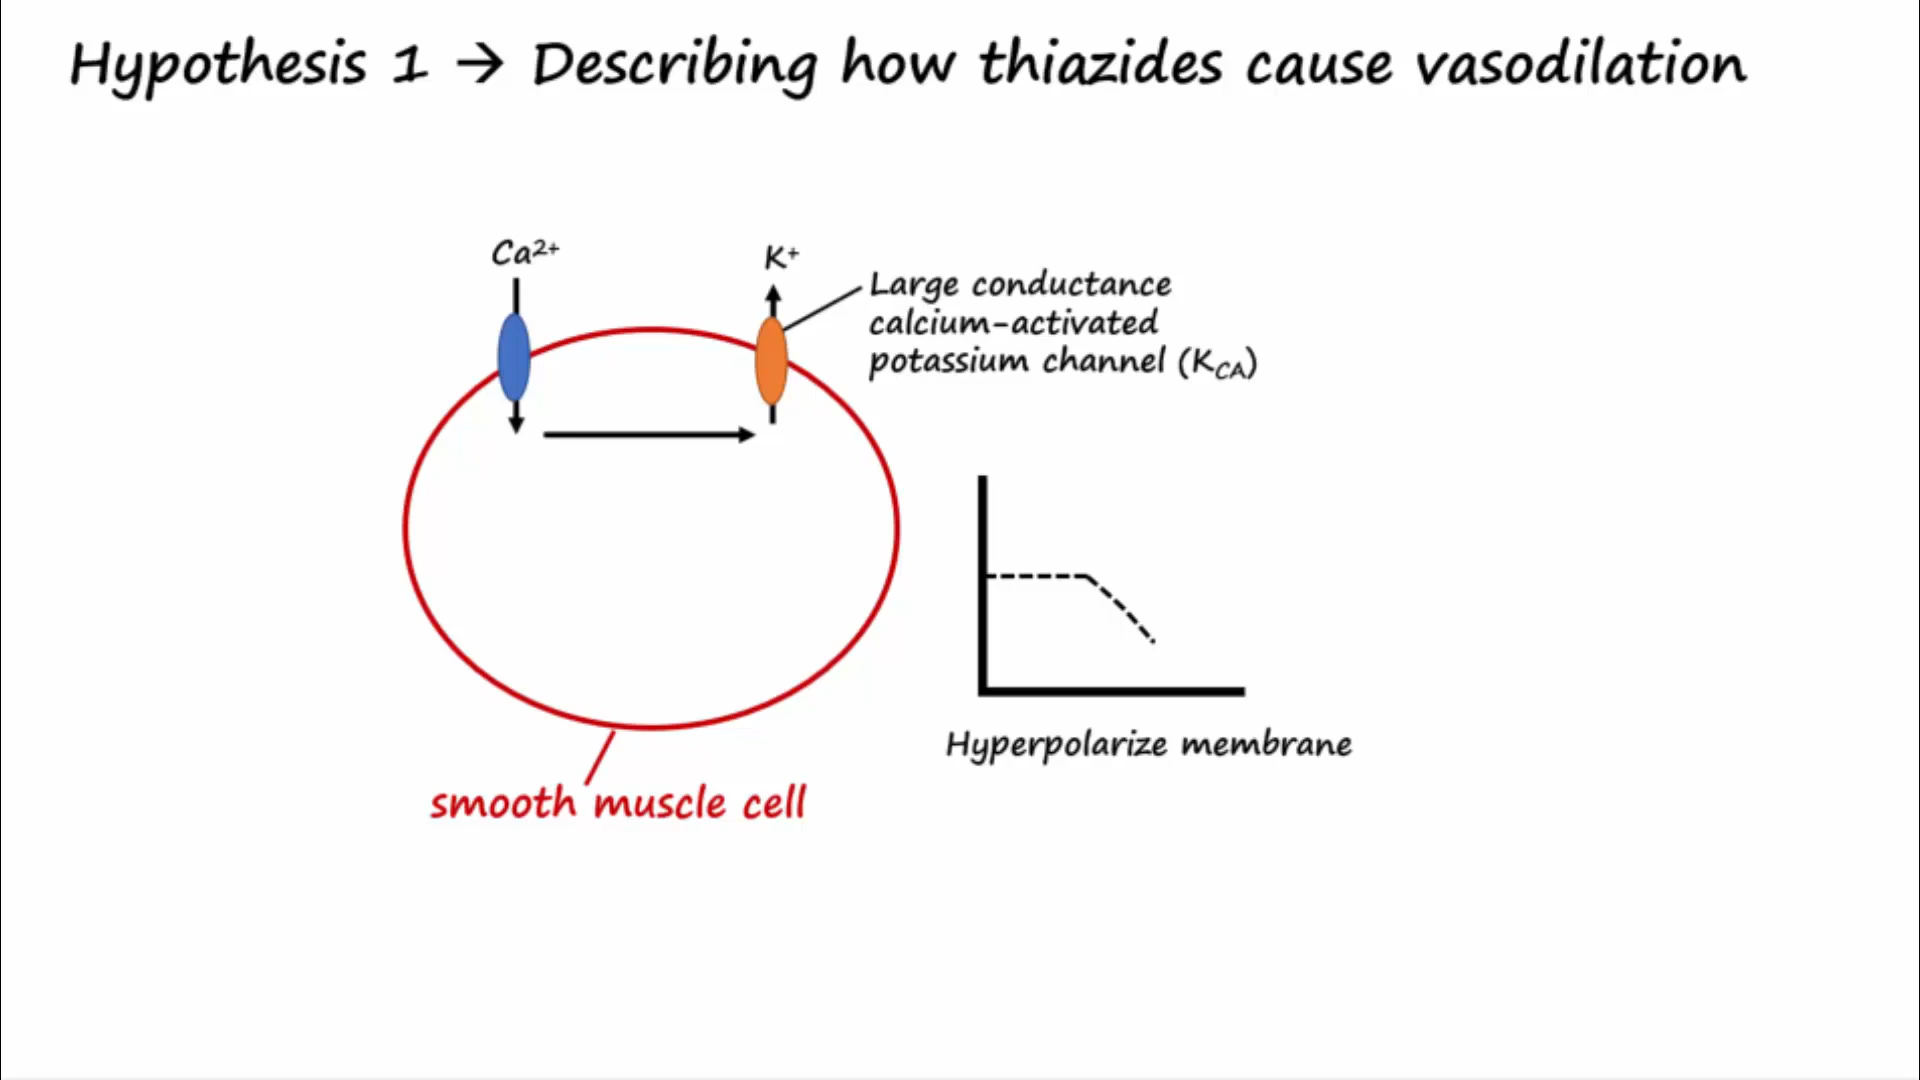 Hypothesis 1 → Describing how thiazides cause vasodilation
Ca²⁺
K⁺
Large conductance
calcium-activated
potassium channel (K_CA)
Hyperpolarize membrane
smooth muscle cell